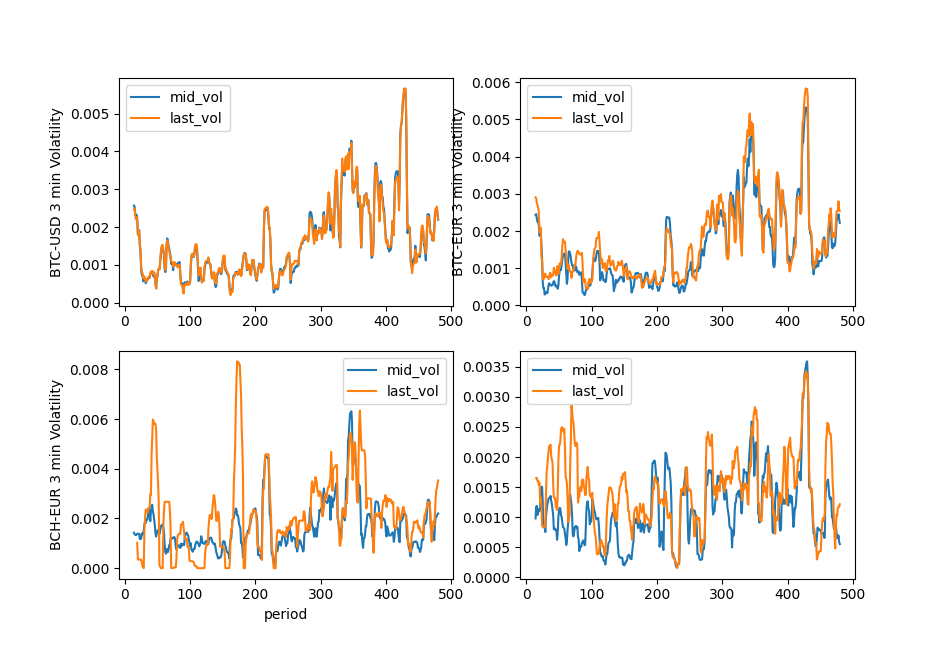 BTC-USD 3 min Volatility
0.005
0.004
0.003
0.002
0.001
0.000
mid_vol
last_vol
0 100 200 300 400 500
BTC-EUR 3 min Volatility
0.006
0.005
0.004
0.003
0.002
0.001
0.000
mid_vol
last_vol
0 100 200 300 400 500
BCH-EUR 3 min Volatility
0.008
0.006
0.004
0.002
0.000
mid_vol
last_vol
0 100 200 300 400 500
period
0.0035
0.0030
0.0025
0.0020
0.0015
0.0010
0.0005
0.0000
mid_vol
last_vol
0 100 200 300 400 500